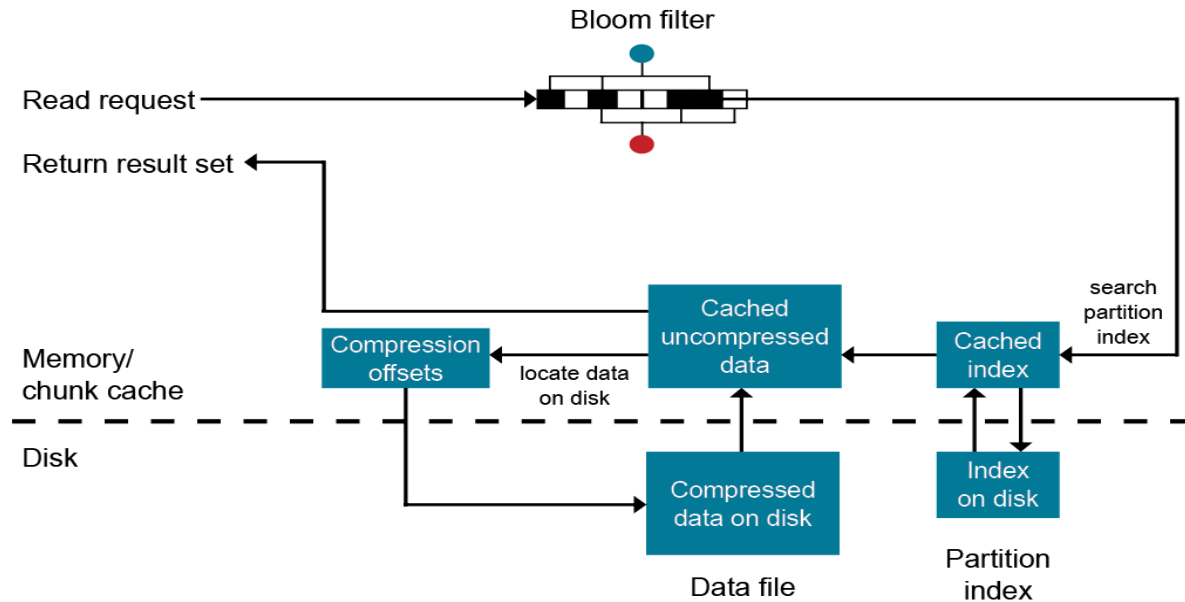 Bloom filter
Read request
Return result set
search
partition
index
Cached
uncompressed
data
Compression
offsets
Cached
index
Memory/
chunk cache
locate data
on disk
Disk
Compressed
data on disk
Index
on disk
Data file
Partition
index